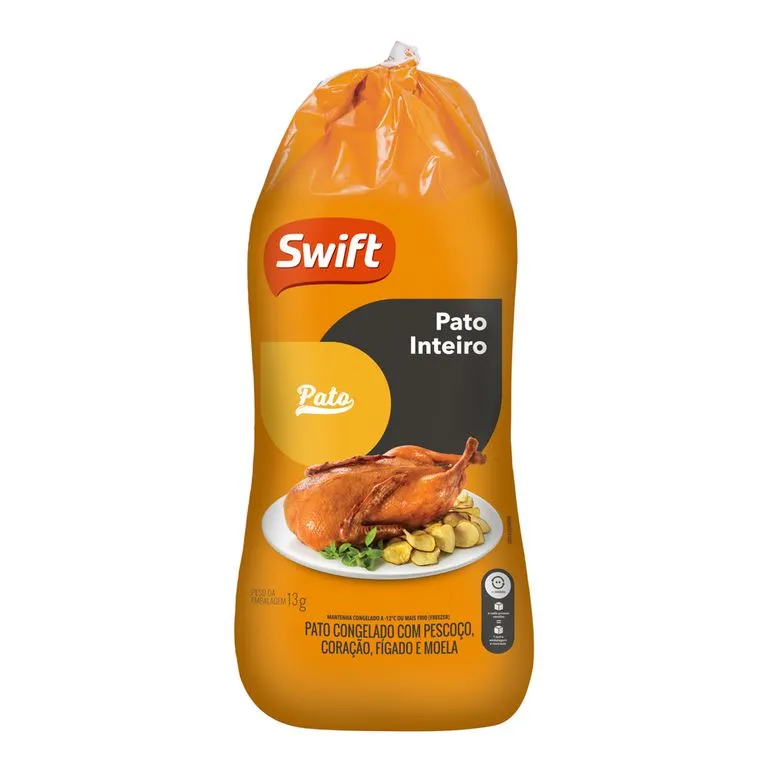 Swift
Pato
Inteiro
Pato
PESO DA
EMBALAGEM 13g
MANTENHA CONGELADO A -12°C OU MAIS FRIO (FREEZER)
PATO CONGELADO COM PESCOÇO,
CORAÇÃO, FÍGADO E MOELA